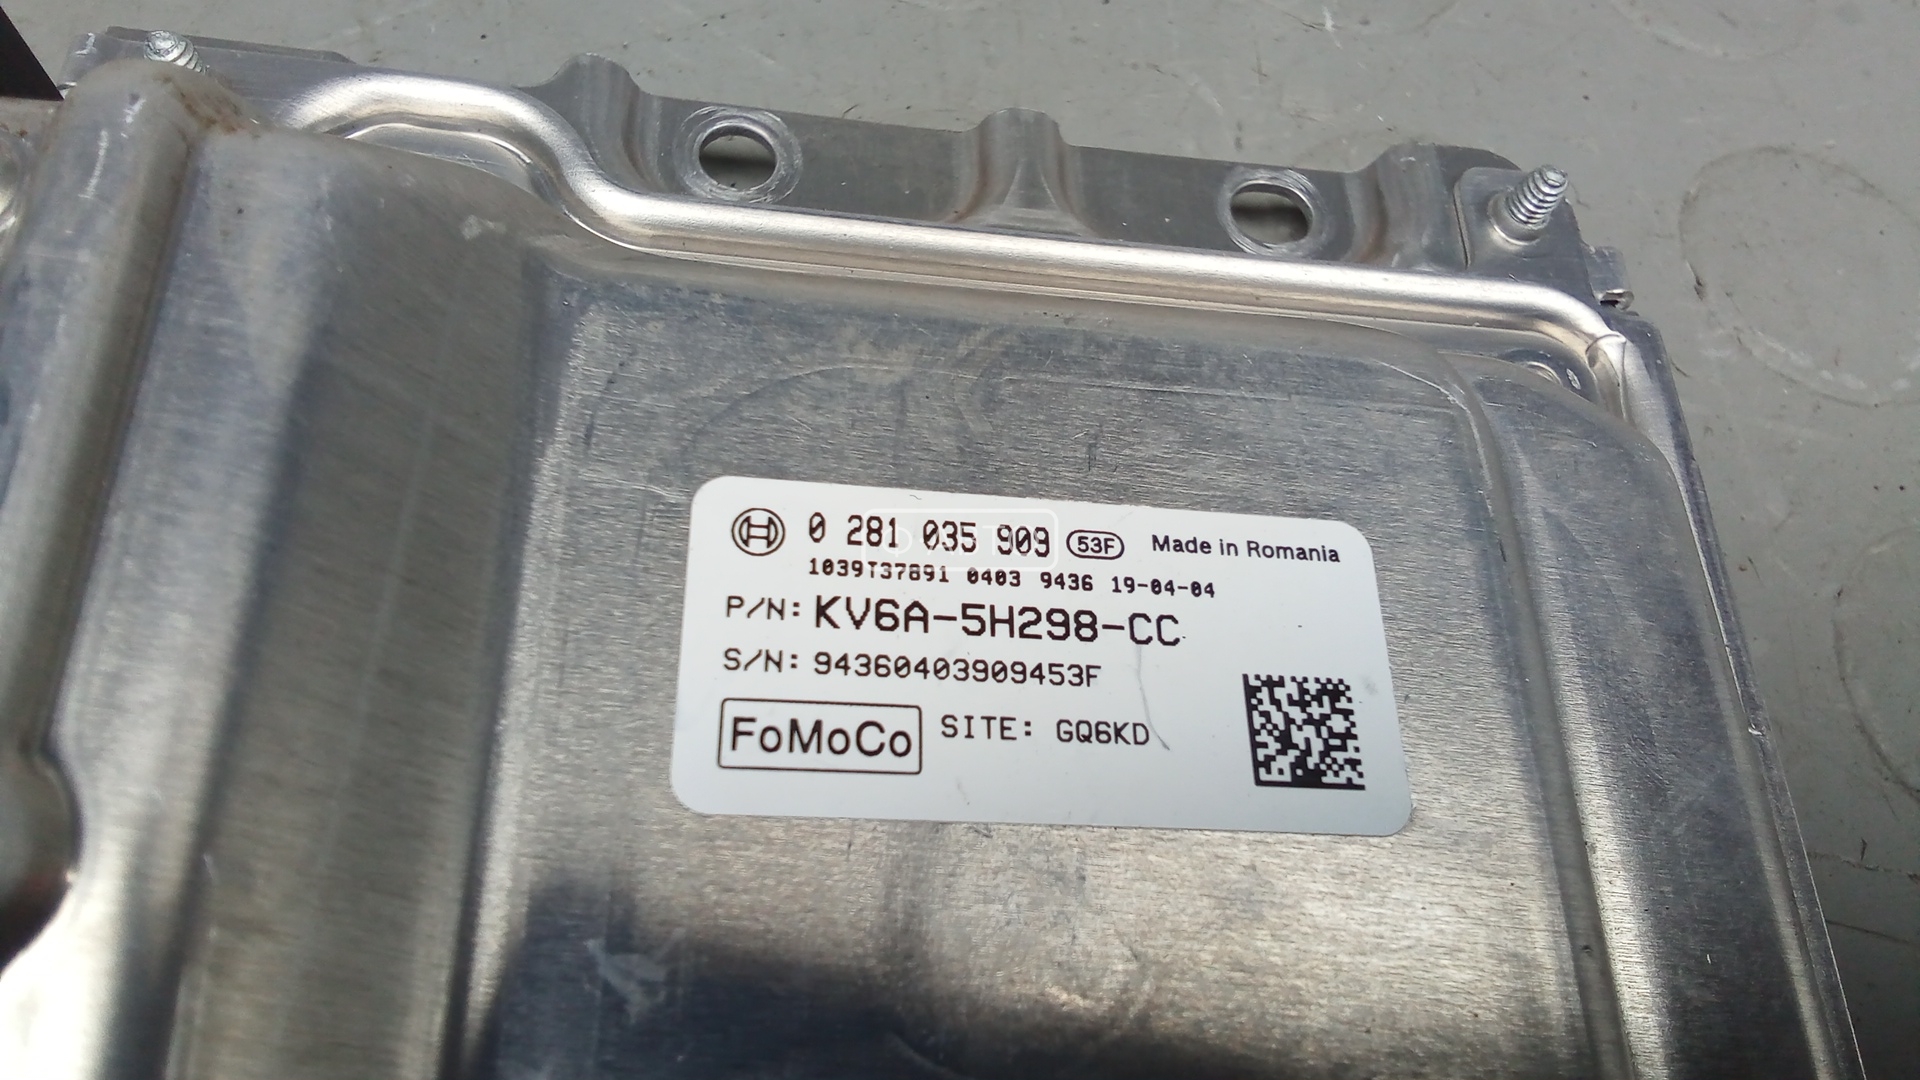 0 281 035 909 53F Made in Romania
1039T37891 0403 9436 19-04-04
P/N: KV6A-5H298-CC
S/N: 94360403909453F
FoMoCo SITE: GQ6KD